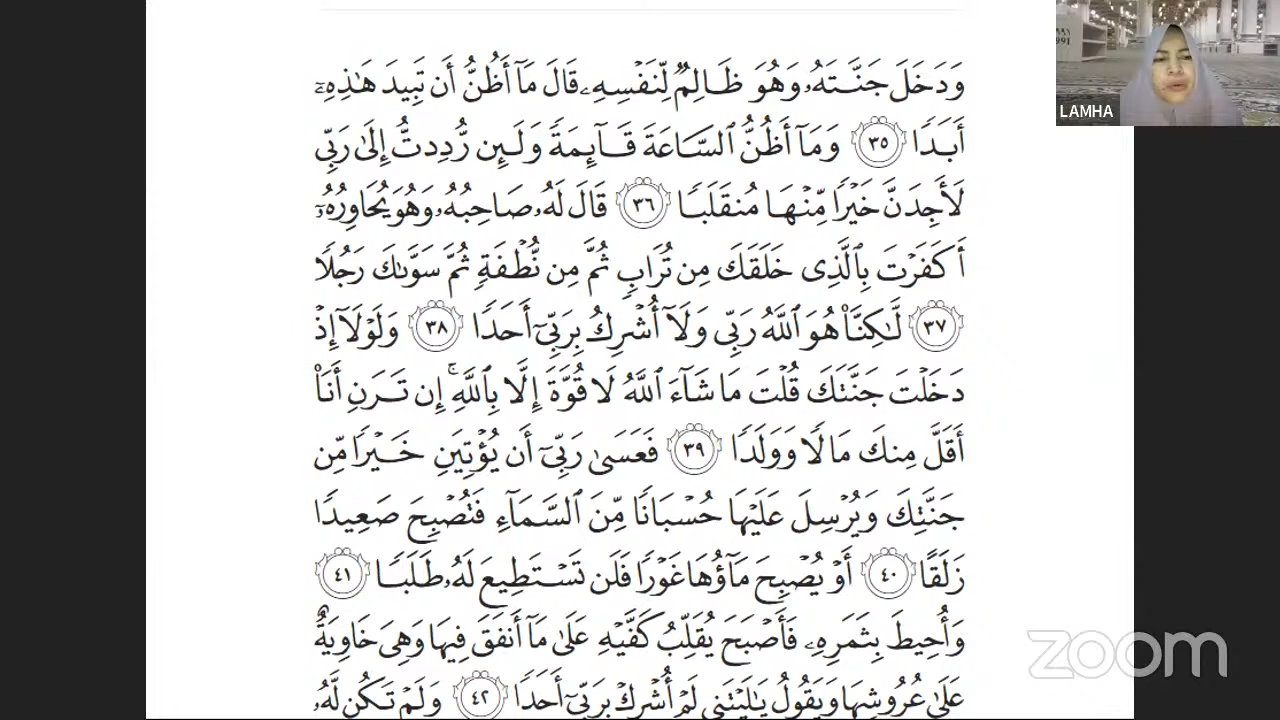 وَدَخَلَ جَنَّتَهُۥ وَهُوَ ظَالِمٌ لِّنَفْسِهِۦ قَالَ مَآ أَظُنُّ أَن تَبِيدَ هَٰذِهِۦٓ
أَبَدًا ٣٥ وَمَآ أَظُنُّ ٱلسَّاعَةَ قَآئِمَةً وَلَئِن رُّدِدتُّ إِلَىٰ رَبِّى
لَأَجِدَنَّ خَيْرًا مِّنْهَا مُنقَلَبًا ٣٦ قَالَ لَهُۥ صَاحِبُهُۥ وَهُوَ يُحَاوِرُهُۥٓ
أَكَفَرْتَ بِٱلَّذِى خَلَقَكَ مِن تُرَابٍ ثُمَّ مِن نُّطْفَةٍ ثُمَّ سَوَّىٰكَ رَجُلًا
٣٧ لَّٰكِنَّا۠ هُوَ ٱللَّهُ رَبِّى وَلَآ أُشْرِكُ بِرَبِّىٓ أَحَدًا ٣٨ وَلَوْلَآ إِذْ
دَخَلْتَ جَنَّتَكَ قُلْتَ مَا شَآءَ ٱللَّهُ لَا قُوَّةَ إِلَّا بِٱللَّهِ ۚ إِن تَرَنِ أَنَا۠
أَقَلَّ مِنكَ مَالًا وَوَلَدًا ٣٩ فَعَسَىٰ رَبِّىٓ أَن يُؤْتِيَنِ خَيْرًا مِّن
جَنَّتِكَ وَيُرْسِلَ عَلَيْهَا حُسْبَانًا مِّنَ ٱلسَّمَآءِ فَتُصْبِحَ صَعِيدًا
زَلَقًا ٤٠ أَوْ يُصْبِحَ مَآؤُهَا غَوْرًا فَلَن تَسْتَطِيعَ لَهُۥ طَلَبًا ٤١
وَأُحِيطَ بِثَمَرِهِۦ فَأَصْبَحَ يُقَلِّبُ كَفَّيْهِ عَلَىٰ مَآ أَنفَقَ فِيهَا وَهِىَ خَاوِيَةٌ
عَلَىٰ عُرُوشِهَا وَيَقُولُ يَٰلَيْتَنِى لَمْ أُشْرِكْ بِرَبِّىٓ أَحَدًا ٤٢ وَلَمْ تَكُن لَّهُۥ
LAMHA
zoom